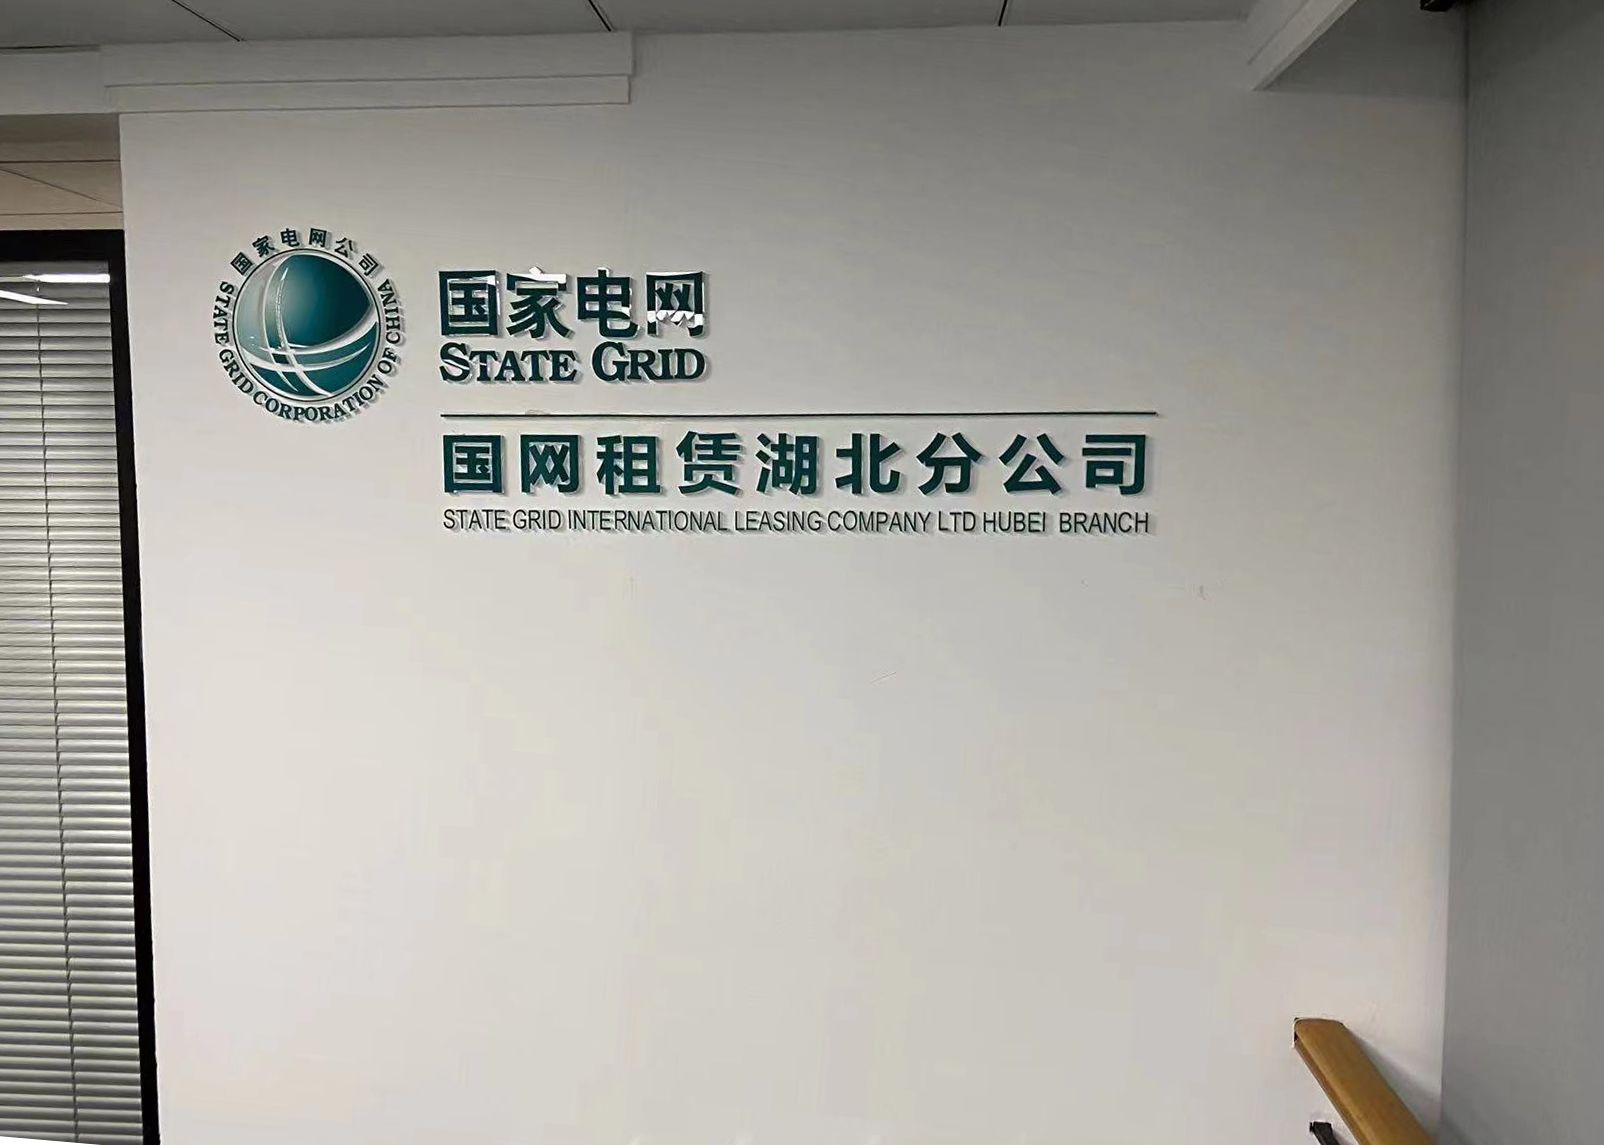 国家电网公司
STATE GRID CORPORATION OF CHINA
国家电网
STATE GRID
国网租赁湖北分公司
STATE GRID INTERNATIONAL LEASING COMPANY LTD HUBEI BRANCH